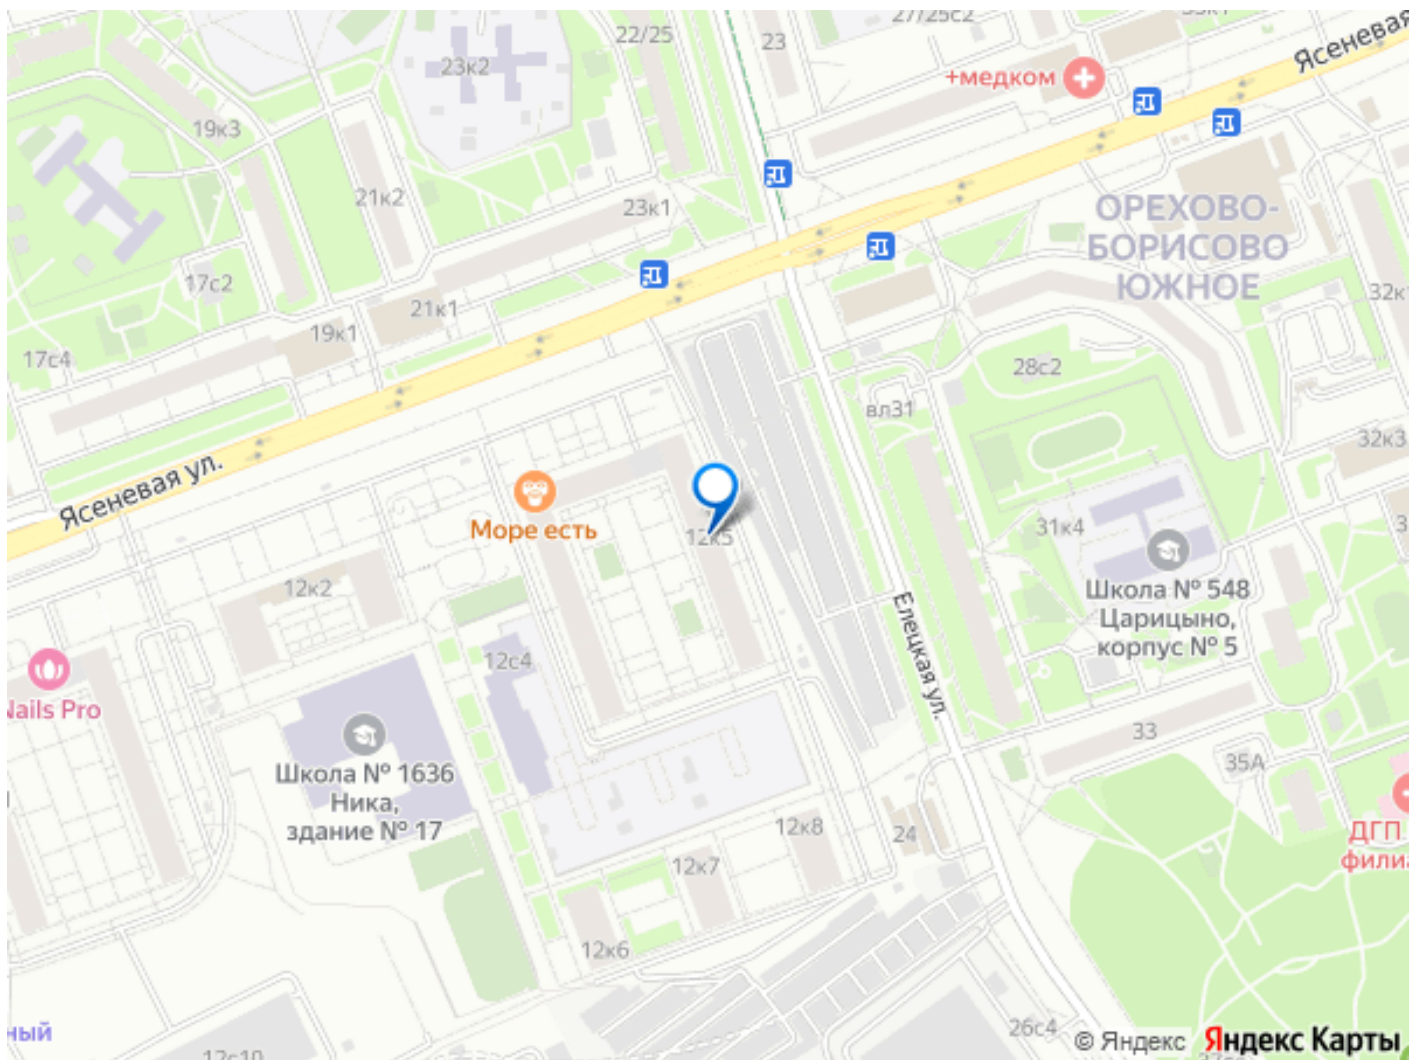 27/25с2
22/25
23
Ясеневая
23к2
+медком
19к3
21к2
23к1
ОРЕХОВО-
БОРИСОВО
ЮЖНОЕ
17с2
21к1
19к1
17с4
28с2
вл31
32к3
Ясеневая ул.
Море есть
12к5
31к4
Школа № 548
Царицыно,
корпус № 5
12к2
Елецкая ул.
12с4
Nails Pro
33
35А
Школа № 1636
Ника,
здание № 17
12к8
24
ДГП
12к7
12к6
26с4
12с10
© Яндекс Яндекс Карты